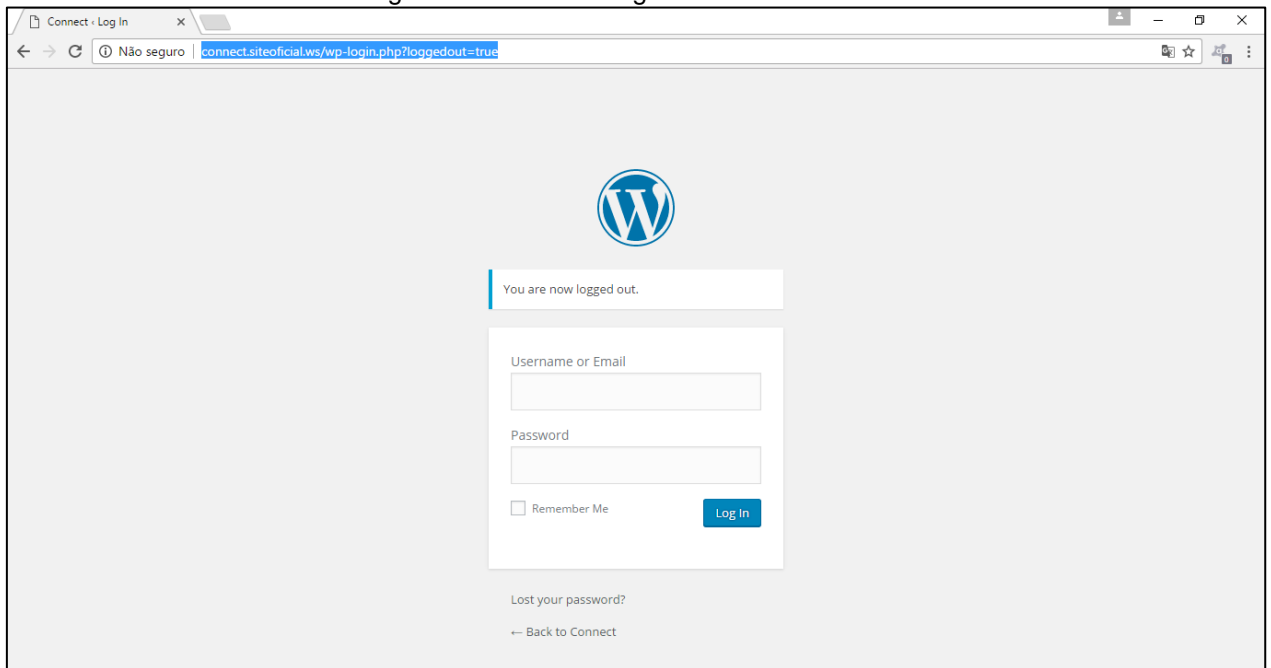 Connect ‹ Log In
Não seguro | connect.siteoficial.ws/wp-login.php?loggedout=true
0
W
You are now logged out.
Username or Email
Password
Remember Me
Log In
Lost your password?
← Back to Connect